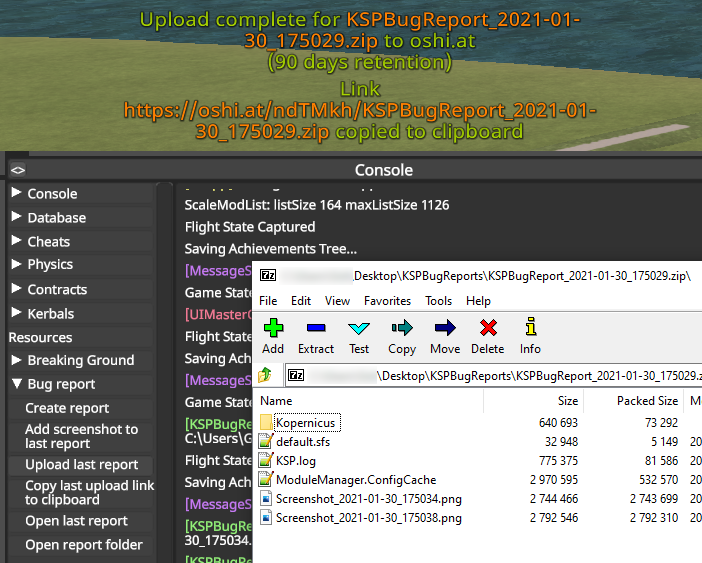 Upload complete for KSPBugReport_2021-01-
30_175029.zip to oshi.at
(90 days retention)
Link
https://oshi.at/ndTMkh/KSPBugReport_2021-01-
30_175029.zip copied to clipboard
<> Console
Console
Database
Cheats
Physics
Contracts
Kerbals
Resources
Breaking Ground
Bug report
Create report
Add screenshot to
last report
Upload last report
Copy last upload link
to clipboard
Open last report
Open report folder
ScaleModList: listSize 164 maxListSize 1126
Flight State Captured
Saving Achievements Tree...
[MessageS
Game State
[UIMasterC
Flight State
Saving Ach
[MessageS
Game State
[KSPBugRe
C:\Users\G
Flight State
Saving Ach
[MessageS
[KSPBugRe
30_175034.
[KSPBugRe
7z Desktop\KSPBugReports\KSPBugReport_2021-01-30_175029.zip\
File Edit View Favorites Tools Help
Add Extract Test Copy Move Delete Info
7z \Desktop\KSPBugReports\KSPBugReport_2021-01-30_175029.z
Name Size Packed Size M
Kopernicus 640 693 73 292
default.sfs 32 948 5 149 20
KSP.log 775 375 81 586 20
ModuleManager.ConfigCache 2 970 595 532 570 20
Screenshot_2021-01-30_175034.png 2 744 466 2 743 699 20
Screenshot_2021-01-30_175038.png 2 792 546 2 792 310 20